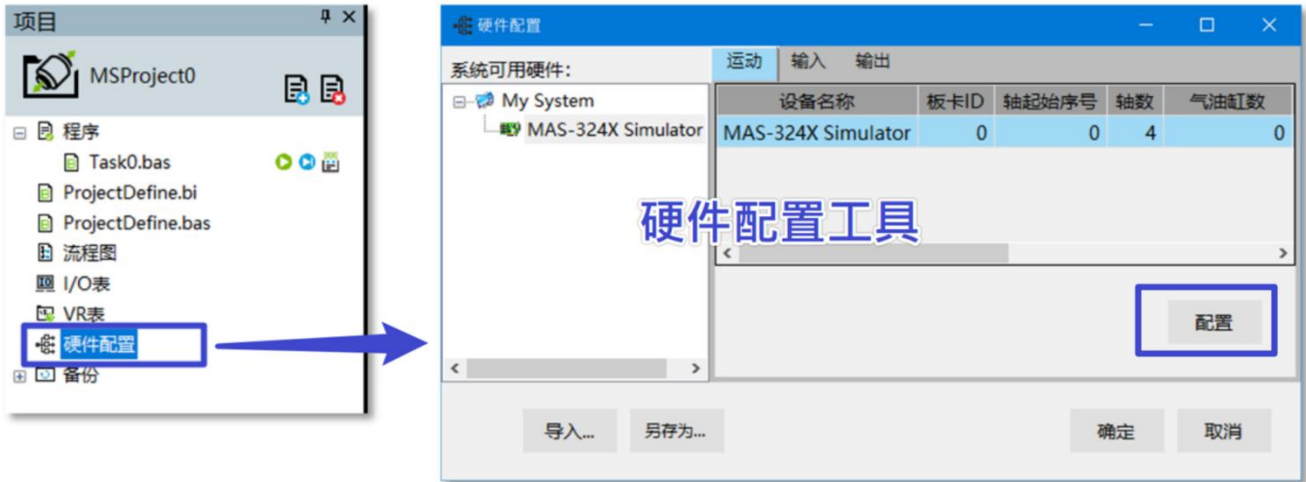 项目
MSProject0
程序
Task0.bas
ProjectDefine.bi
ProjectDefine.bas
流程图
I/O表
VR表
硬件配置
备份
硬件配置
系统可用硬件：
My System
MAS-324X Simulator
运动 输入 输出
设备名称 板卡ID 轴起始序号 轴数 气油缸数
MAS-324X Simulator 0 0 4 0
硬件配置工具
配置
导入... 另存为... 确定 取消